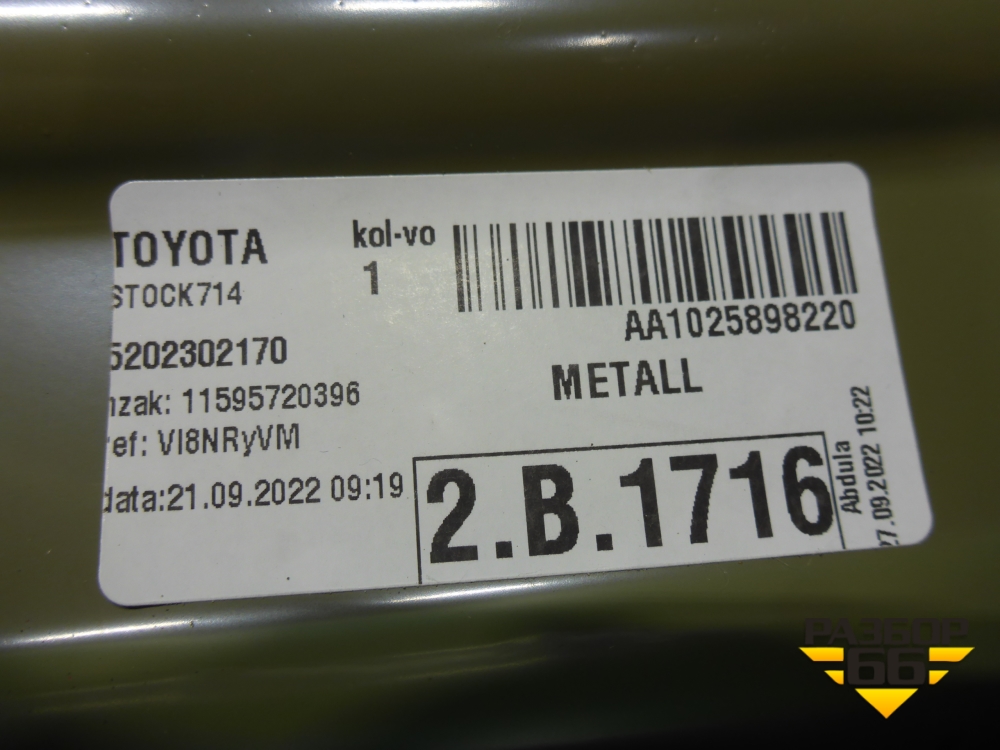 TOYOTA
STOCK714
5202302170
nzak: 11595720396
ref: VI8NRyVM
data:21.09.2022 09:19
kol-vo
1
AA1025898220
METALL
2.B.1716
Abdula
27.09.2022 10:22
РАЗБОР
66